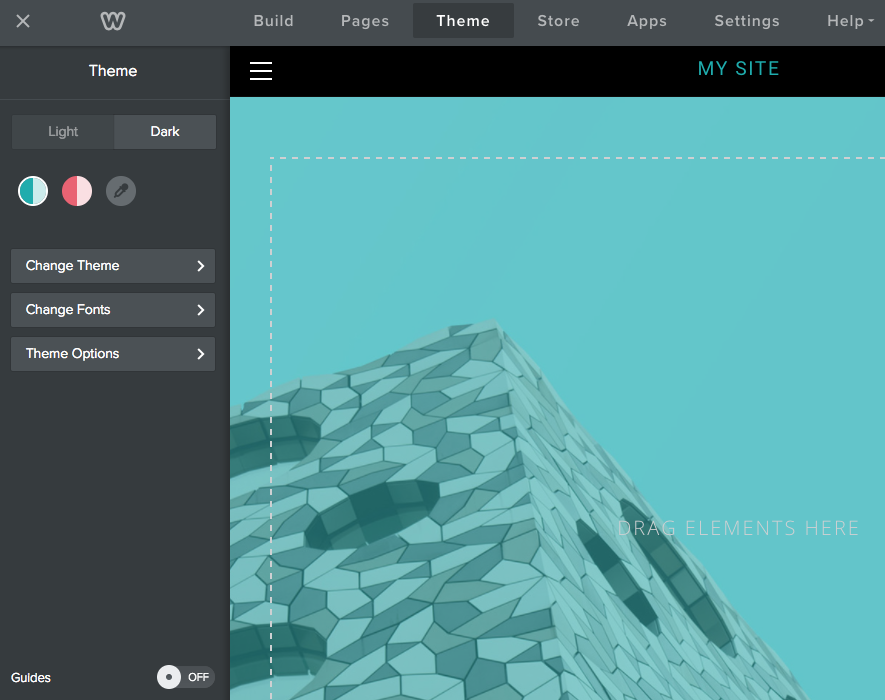 Build Pages Theme Store Apps Settings Help
Theme
MY SITE
Light Dark
Change Theme
Change Fonts
Theme Options
DRAG ELEMENTS HERE
Guides OFF